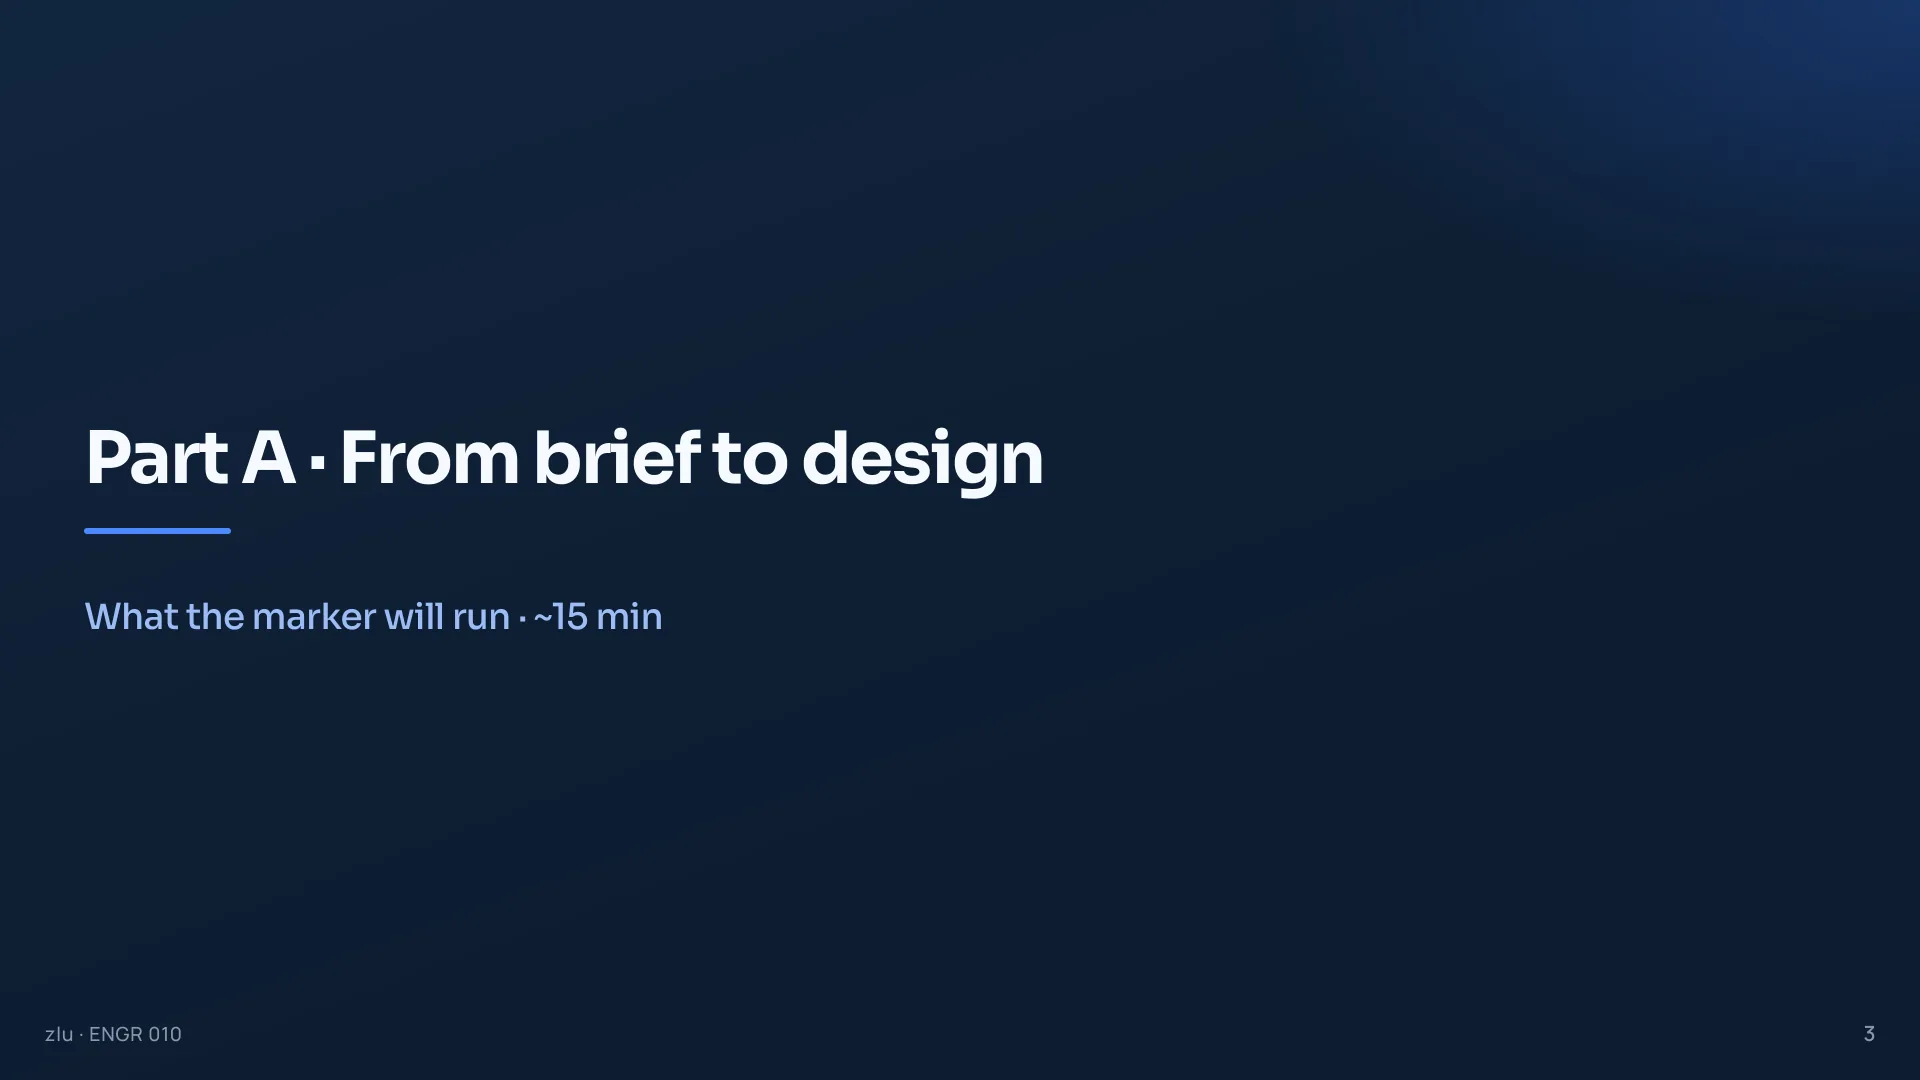 Part A · From brief to design
What the marker will run · ~15 min
zlu · ENGR 010
3